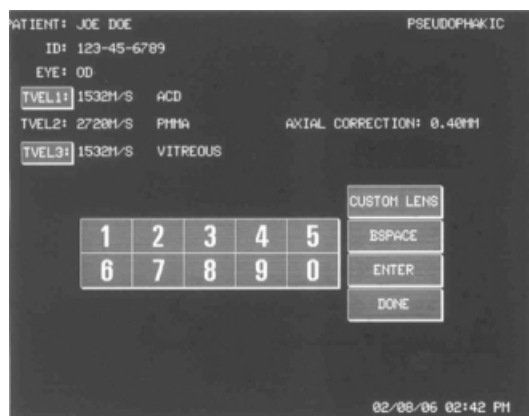 ATIENT: JOE DOE PSEUDOPHAKIC
ID: 123-45-6789
EYE: OD
TVEL1: 1532M/S ACD
TVEL2: 2720M/S PMMA AXIAL CORRECTION: 0.40MM
TVEL3: 1532M/S VITREOUS
CUSTOM LENS
1 2 3 4 5 BSPACE
6 7 8 9 0 ENTER
DONE
02/08/06 02:42 PM